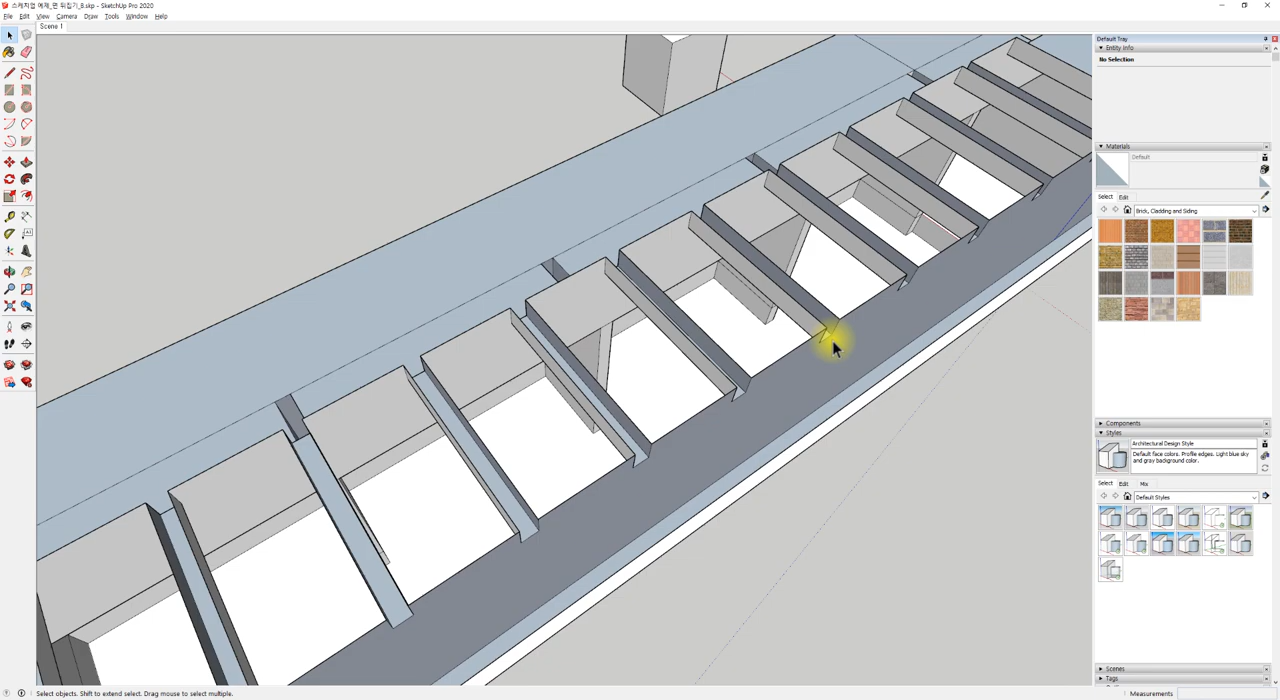 스케치업 예제_면 뒤집기_8.skp - SketchUp Pro 2020
File Edit View Camera Draw Tools Window Help
Scene 1
Default Tray
Entity Info
No Selection
Materials
Default
Select Edit
Brick, Cladding and Siding
Components
Styles
Architectural Design Style
Default face colors. Profile edges. Light blue sky and gray background color.
Select Edit Mix
Default Styles
Scenes
Tags
Select objects. Shift to extend select. Drag mouse to select multiple.
Measurements